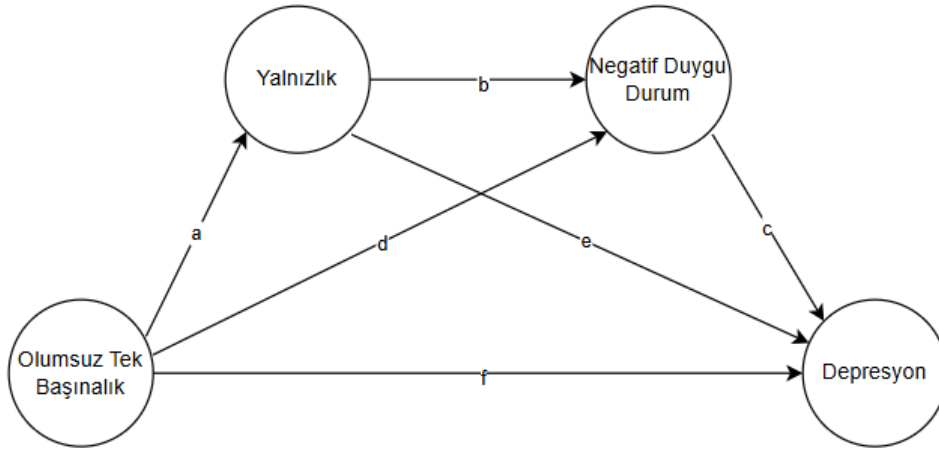 Yalnızlık
Negatif Duygu
Durum
b
a
d
e
c
Olumsuz Tek
Başınalık
f
Depresyon